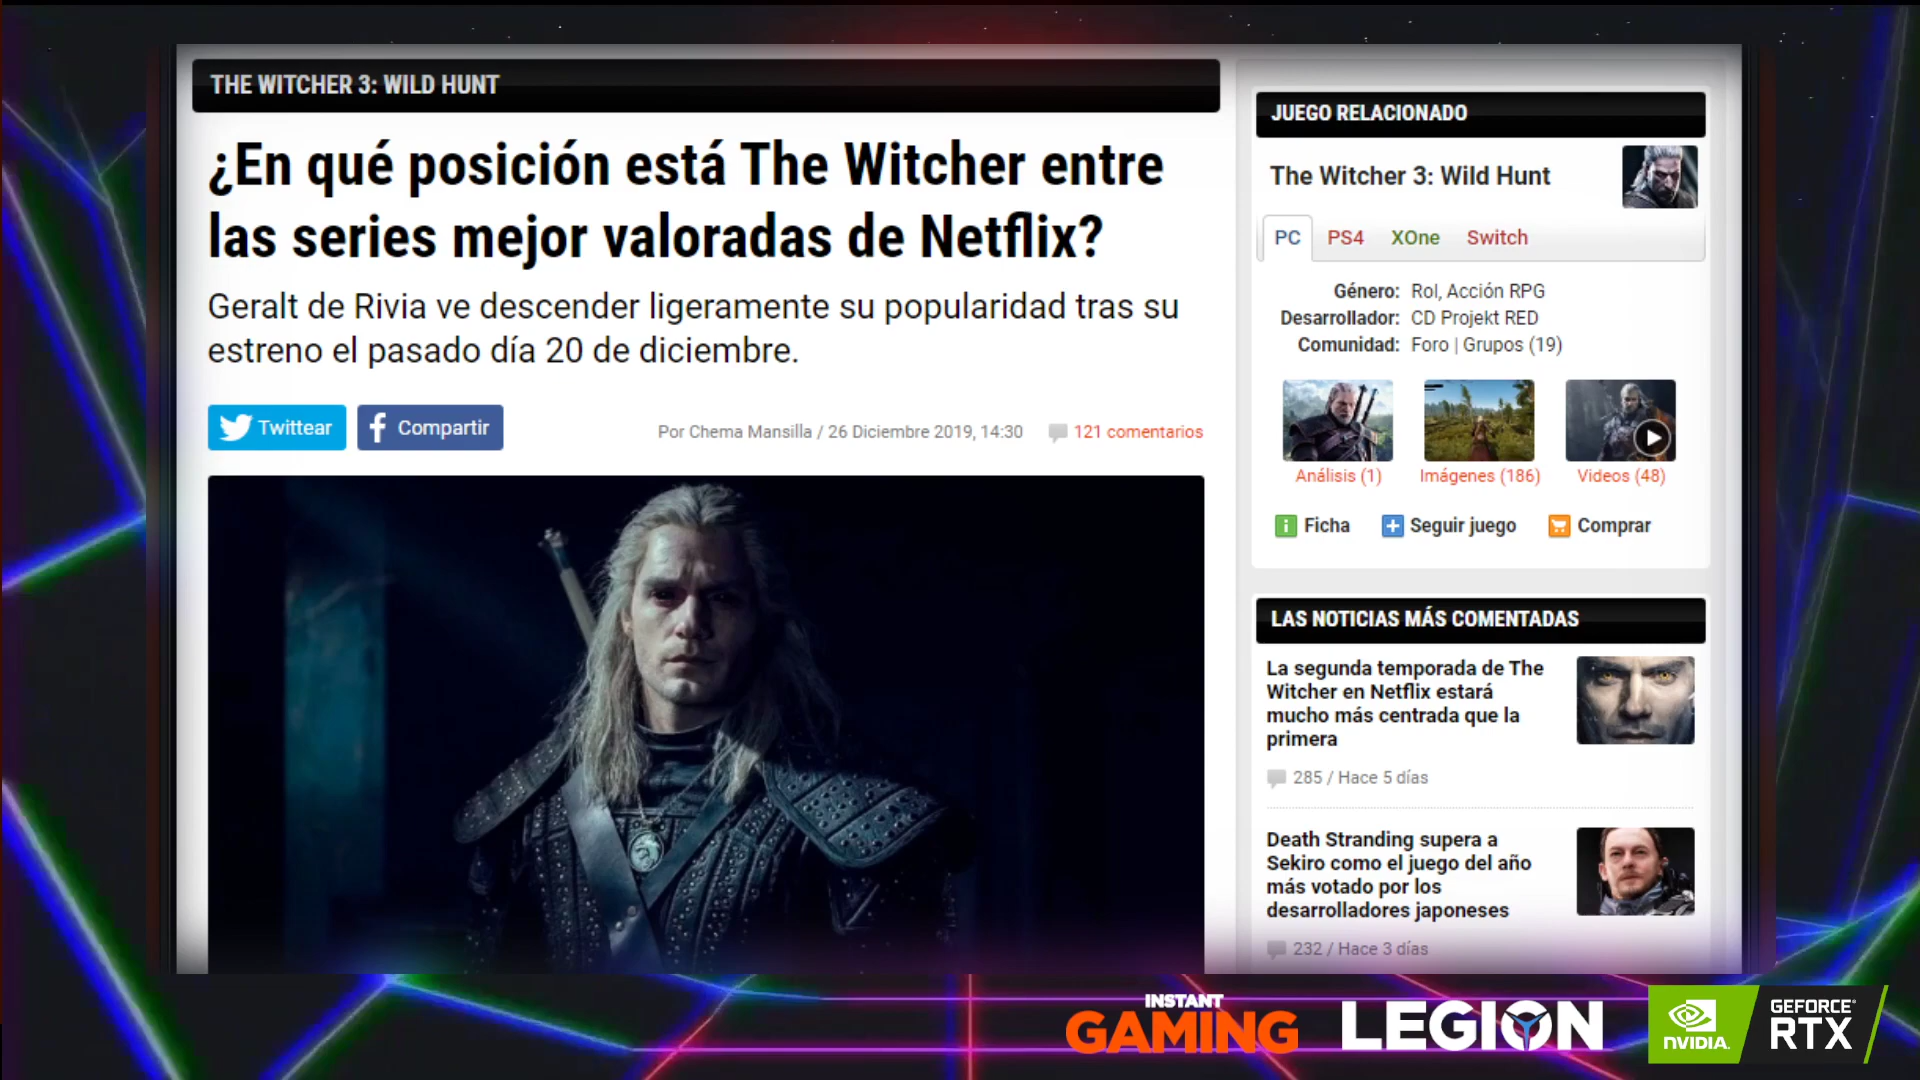 THE WITCHER 3: WILD HUNT
¿En qué posición está The Witcher entre
las series mejor valoradas de Netflix?
Geralt de Rivia ve descender ligeramente su popularidad tras su
estreno el pasado día 20 de diciembre.
Twittear
Compartir
Por Chema Mansilla / 26 Diciembre 2019, 14:30
121 comentarios
JUEGO RELACIONADO
The Witcher 3: Wild Hunt
PC PS4 XOne Switch
Género: Rol, Acción RPG
Desarrollador: CD Projekt RED
Comunidad: Foro | Grupos (19)
Análisis (1) Imágenes (186) Videos (48)
Ficha Seguir juego Comprar
LAS NOTICIAS MÁS COMENTADAS
La segunda temporada de The
Witcher en Netflix estará
mucho más centrada que la
primera
285 / Hace 5 días
Death Stranding supera a
Sekiro como el juego del año
más votado por los
desarrolladores japoneses
232 / Hace 3 días
INSTANT
GAMING
LEGION
NVIDIA.
GEFORCE®
RTX